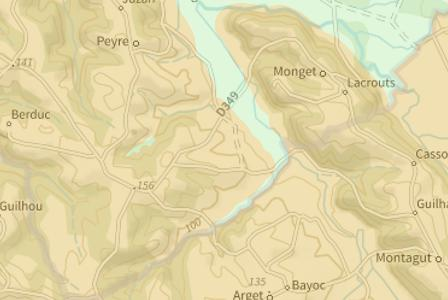 Peyre
141
Monget
Lacrouts
D349
Berduc
Casso
156
Guilhou
Guilha
100
Montagut
135
Bayoc
Arget